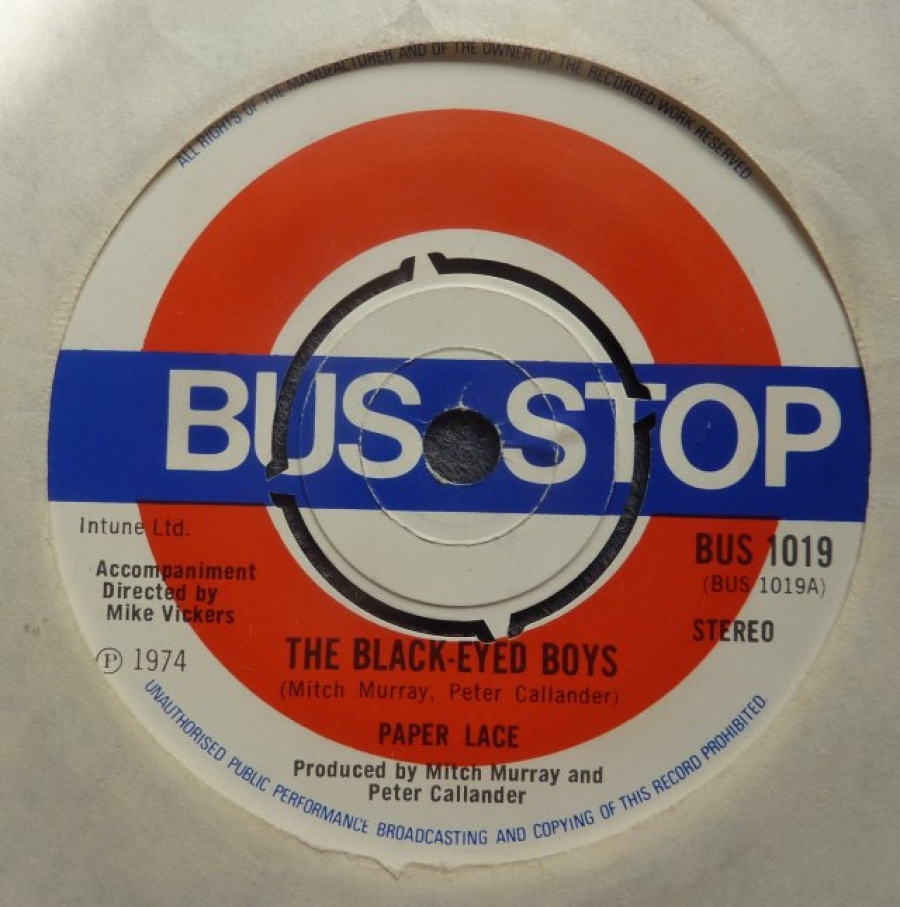 ALL RIGHTS OF THE MANUFACTURER AND OF THE OWNER OF THE RECORDED WORK RESERVED
BUS STOP
Intune Ltd.
Accompaniment
Directed by
Mike Vickers
℗ 1974
BUS 1019
(BUS 1019A)
STEREO
THE BLACK-EYED BOYS
(Mitch Murray, Peter Callander)
PAPER LACE
Produced by Mitch Murray and
Peter Callander
UNAUTHORISED PUBLIC PERFORMANCE BROADCASTING AND COPYING OF THIS RECORD PROHIBITED